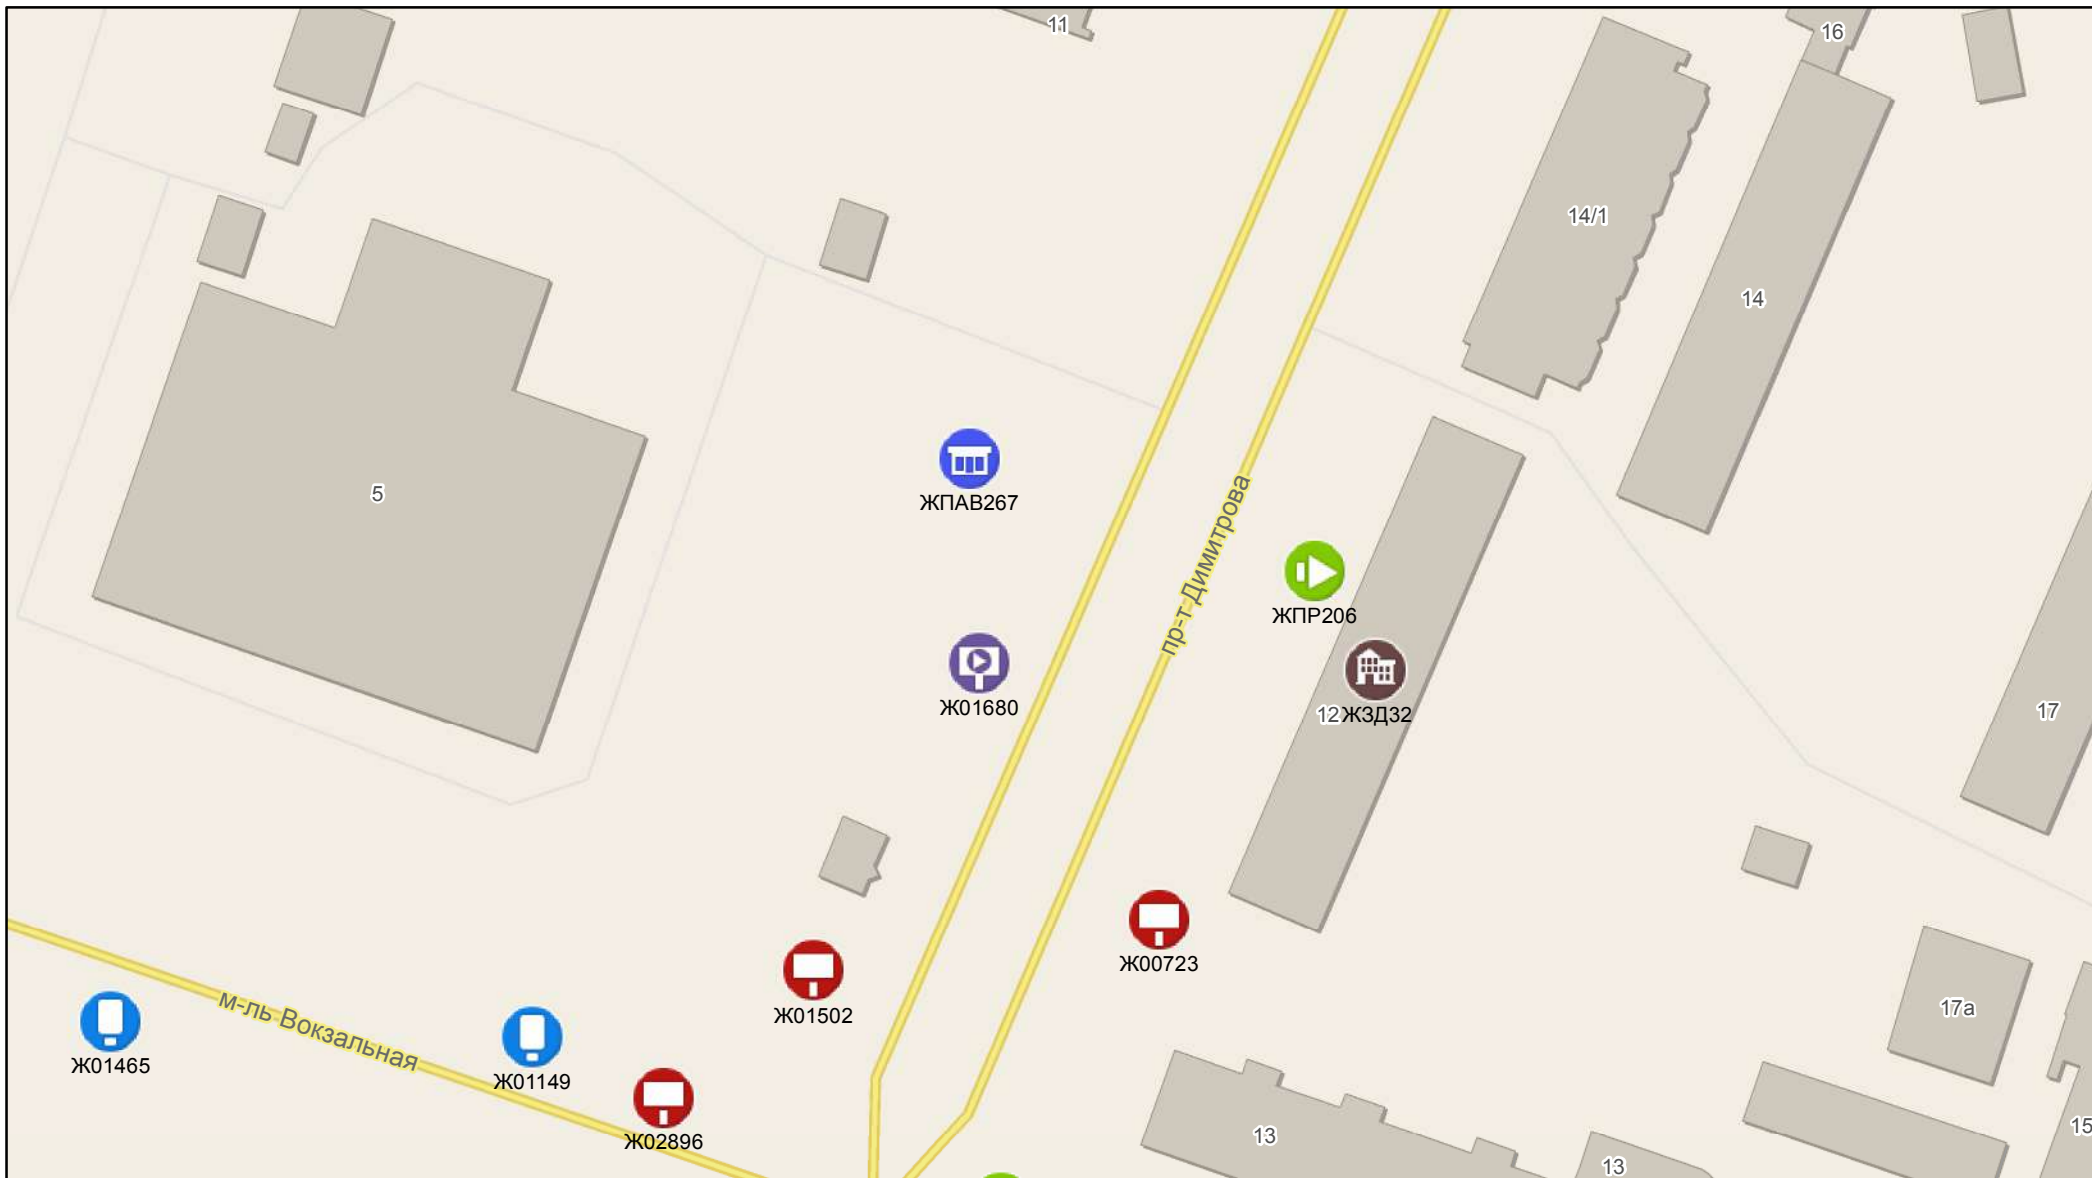 11
16
14/1
14
5
ЖПАВ267
пр-т Димитрова
ЖПР206
Ж01680
12
ЖЗД32
17
Ж00723
Ж01502
17а
м-ль Вокзальная
Ж01465
Ж01149
Ж02896
13
13
15